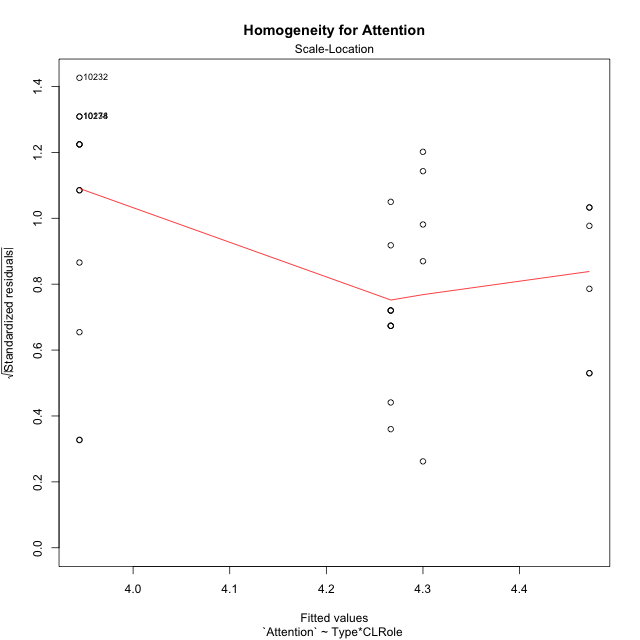 Homogeneity for Attention
Scale-Location
10232
1.4
1.2
1.0
0.8
0.6
0.4
0.2
0.0
√|Standardized residuals|
4.0 4.1 4.2 4.3 4.4
Fitted values
`Attention` ~ Type*CLRole